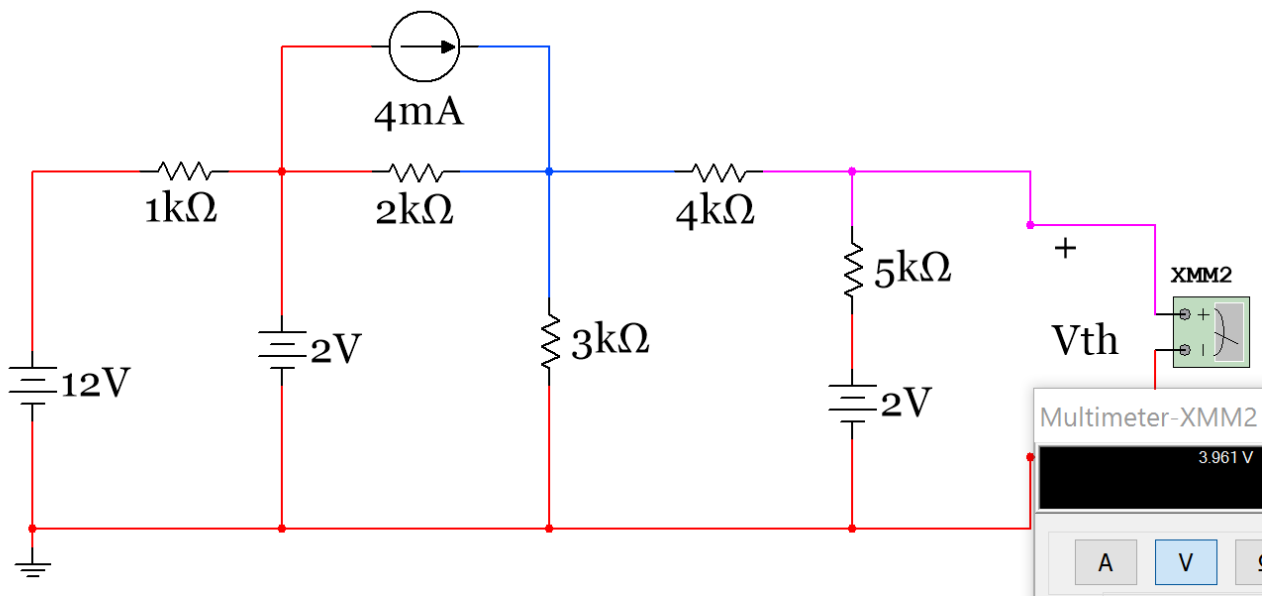 4mA
1kΩ
2kΩ
4kΩ
+
5kΩ
XMM2
+
Vth
3kΩ
2V
12V
2V
Multimeter-XMM2
3.961 V
A
V